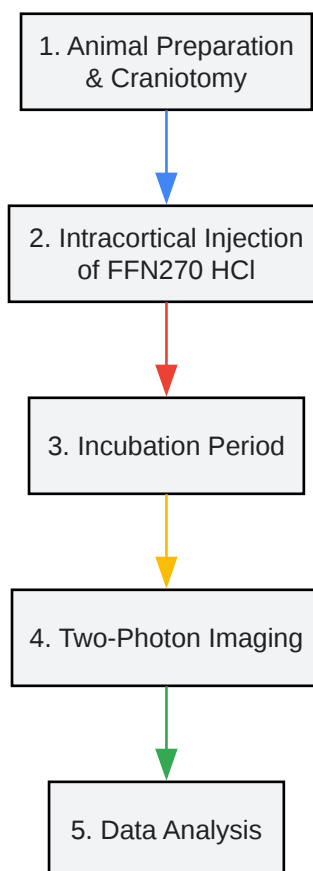 1. Animal Preparation
& Craniotomy
2. Intracortical Injection
of FFN270 HCl
3. Incubation Period
4. Two-Photon Imaging
5. Data Analysis